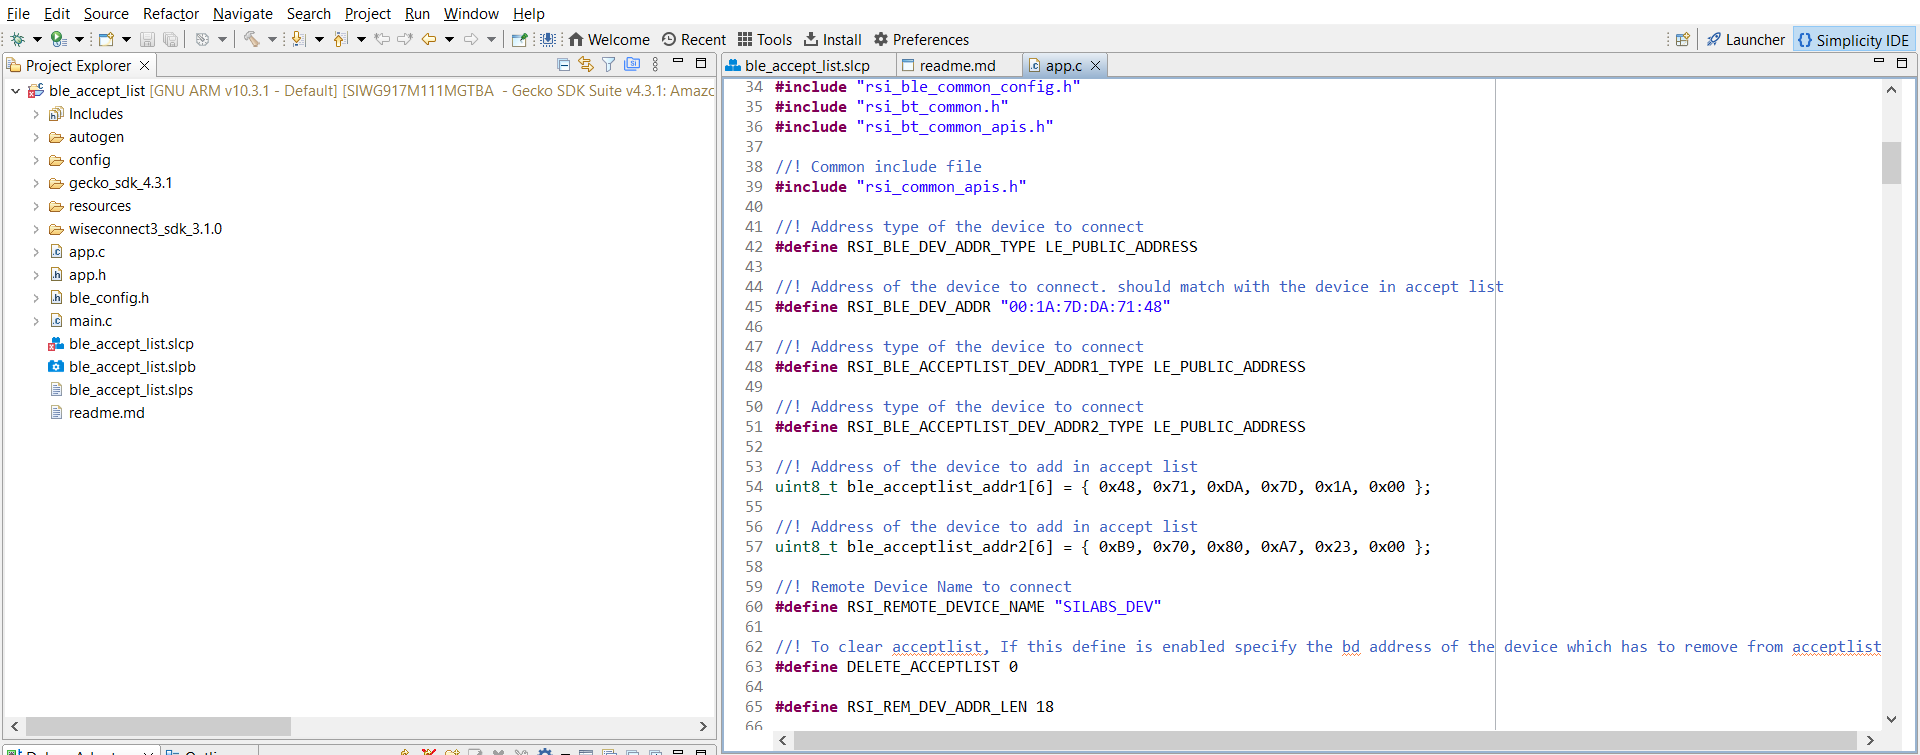 File Edit Source Refactor Navigate Search Project Run Window Help
Welcome Recent Tools Install Preferences Launcher Simplicity IDE
Project Explorer
ble_accept_list [GNU ARM v10.3.1 - Default] [SIWG917M111MGTBA - Gecko SDK Suite v4.3.1: Amazc
Includes
autogen
config
gecko_sdk_4.3.1
resources
wiseconnect3_sdk_3.1.0
app.c
app.h
ble_config.h
main.c
ble_accept_list.slcp
ble_accept_list.slpb
ble_accept_list.slps
readme.md
ble_accept_list.slcp readme.md app.c
34 #include "rsi_ble_common_config.h"
35 #include "rsi_bt_common.h"
36 #include "rsi_bt_common_apis.h"
37
38 //! Common include file
39 #include "rsi_common_apis.h"
40
41 //! Address type of the device to connect
42 #define RSI_BLE_DEV_ADDR_TYPE LE_PUBLIC_ADDRESS
43
44 //! Address of the device to connect. should match with the device in accept list
45 #define RSI_BLE_DEV_ADDR "00:1A:7D:DA:71:48"
46
47 //! Address type of the device to connect
48 #define RSI_BLE_ACCEPTLIST_DEV_ADDR1_TYPE LE_PUBLIC_ADDRESS
49
50 //! Address type of the device to connect
51 #define RSI_BLE_ACCEPTLIST_DEV_ADDR2_TYPE LE_PUBLIC_ADDRESS
52
53 //! Address of the device to add in accept list
54 uint8_t ble_acceptlist_addr1[6] = { 0x48, 0x71, 0xDA, 0x7D, 0x1A, 0x00 };
55
56 //! Address of the device to add in accept list
57 uint8_t ble_acceptlist_addr2[6] = { 0xB9, 0x70, 0x80, 0xA7, 0x23, 0x00 };
58
59 //! Remote Device Name to connect
60 #define RSI_REMOTE_DEVICE_NAME "SILABS_DEV"
61
62 //! To clear acceptlist, If this define is enabled specify the bd address of the device which has to remove from acceptlist
63 #define DELETE_ACCEPTLIST 0
64
65 #define RSI_REM_DEV_ADDR_LEN 18
66